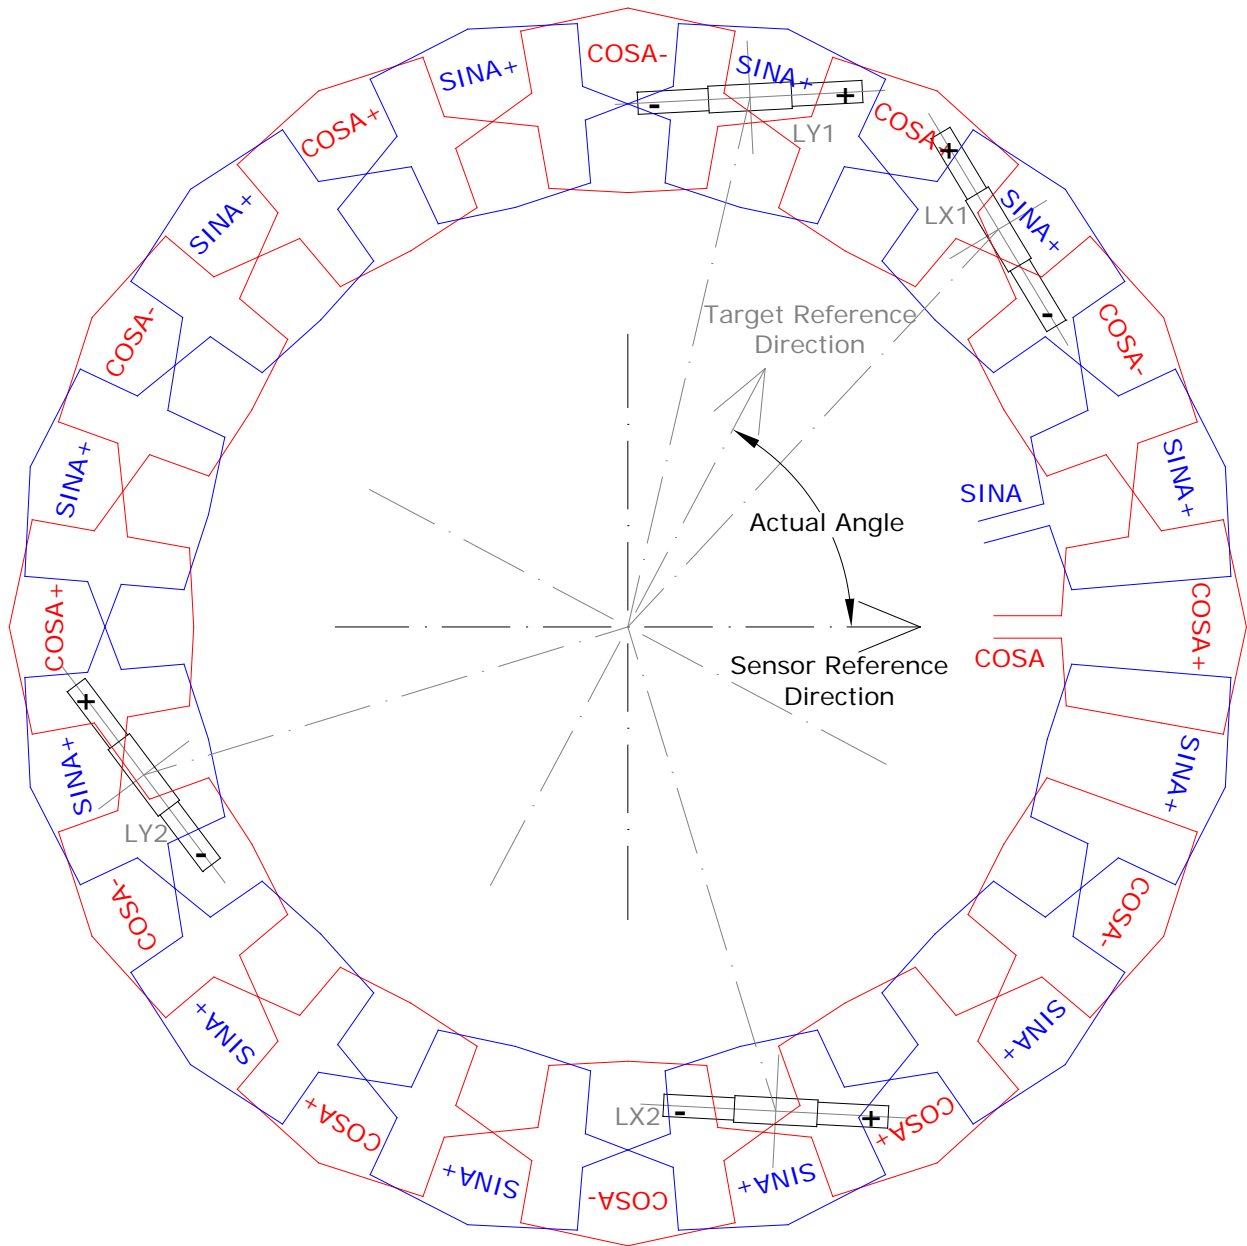 COSA-
SINA+
SINA+
-
+
LY1
COSA+
COSA+
+
SINA+
SINA+
LX1
-
COSA-
COSA-
Target Reference
Direction
SINA+
SINA+
SINA
Actual Angle
COSA+
COSA+
COSA
Sensor Reference
Direction
+
SINA+
SINA+
LY2
-
COSA-
COSA-
SINA+
SINA+
LX2
-
+
COSA+
COSA+
SINA+
SINA+
COSA-